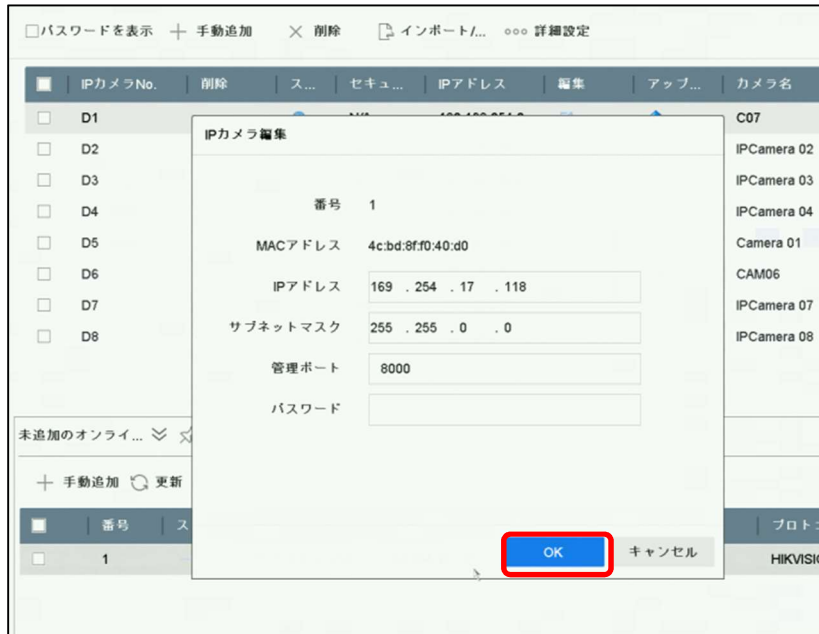 パスワードを表示 手動追加 削除 インポート/... 詳細設定
IPカメラNo. 削除 ス... セキュ... IPアドレス 編集 アップ... カメラ名
D1 C07
D2 IPCamera 02
D3 IPCamera 03
D4 IPCamera 04
D5 Camera 01
D6 CAM06
D7 IPCamera 07
D8 IPCamera 08
IPカメラ編集
番号 1
MACアドレス 4c:bd:8f:f0:40:d0
IPアドレス 169 . 254 . 17 . 118
サブネットマスク 255 . 255 . 0 . 0
管理ポート 8000
パスワード
OK キャンセル
未追加のオンライ...
手動追加 更新
番号 ス プロト
1 HIKVISI